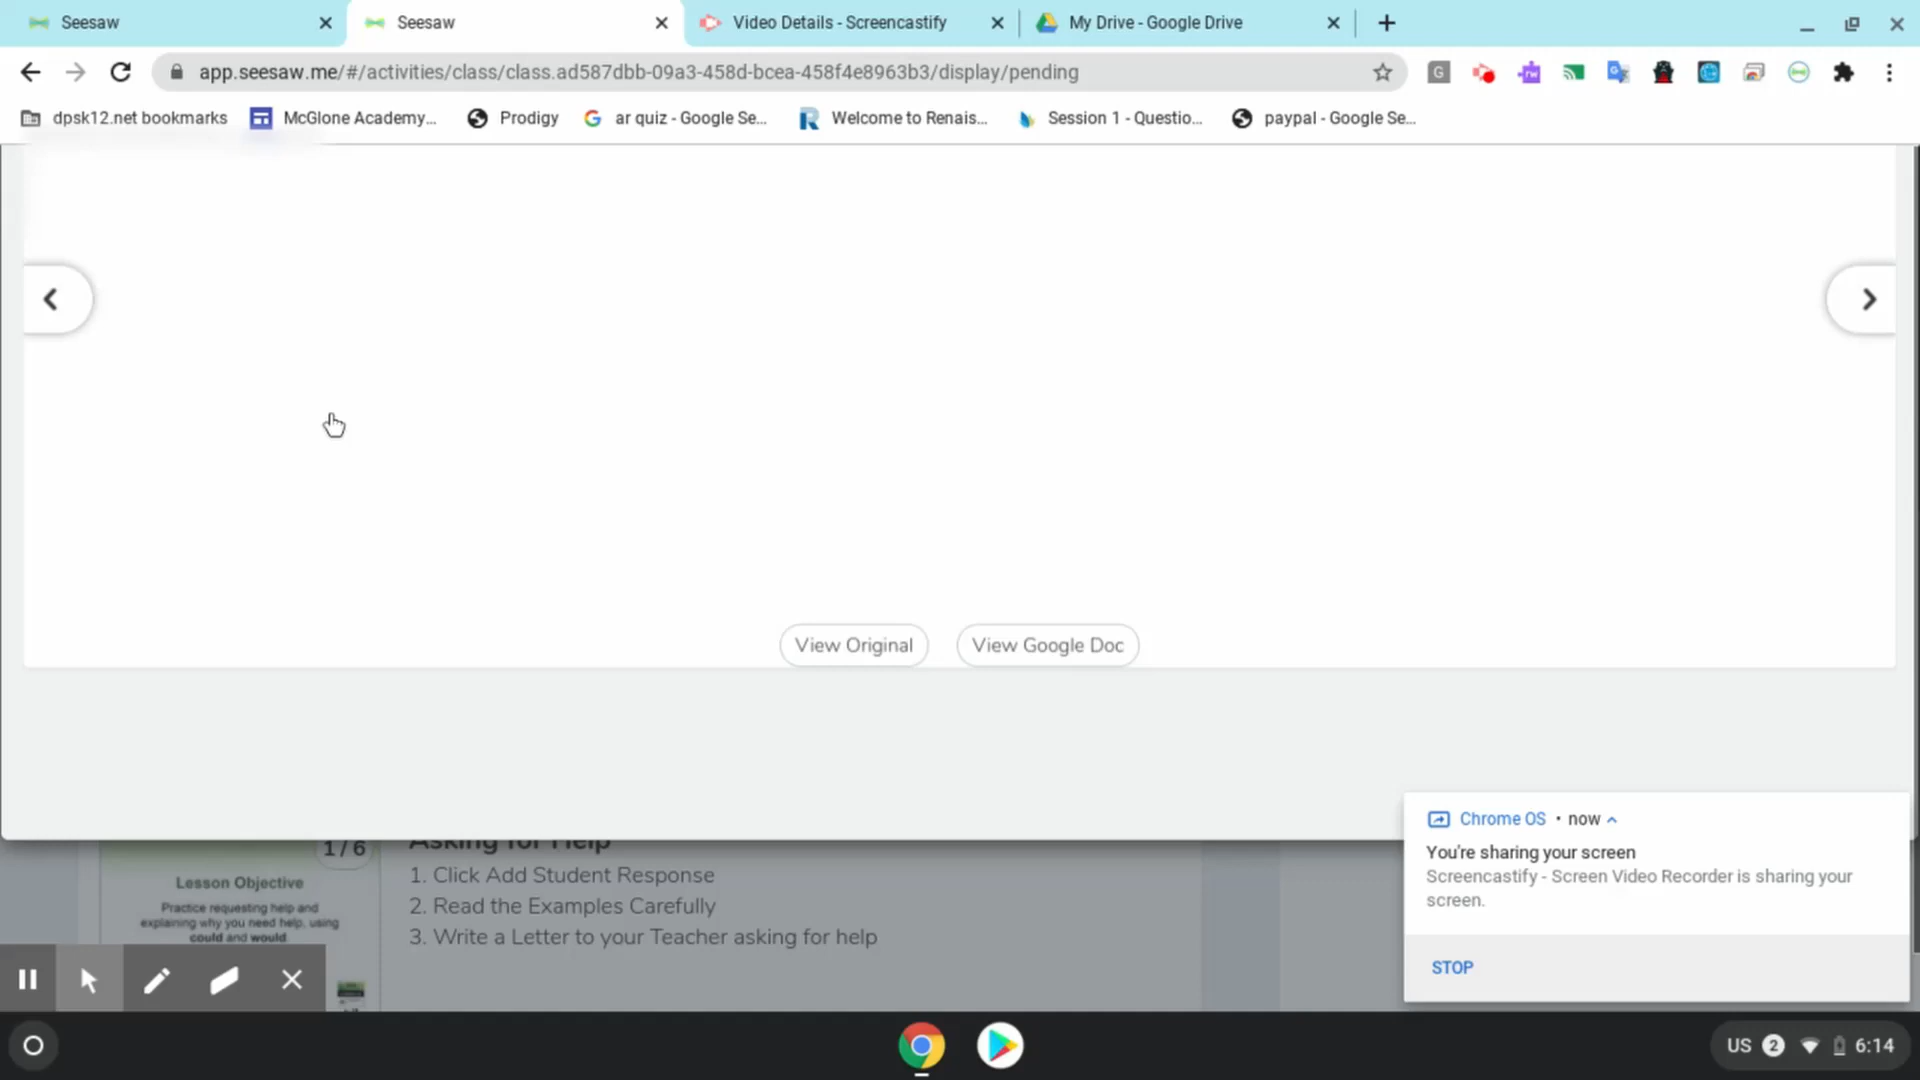 Seesaw
Seesaw
Video Details - Screencastify
My Drive - Google Drive
app.seesaw.me/#/activities/class/class.ad587dbb-09a3-458d-bcea-458f4e8963b3/display/pending
dpsk12.net bookmarks
McGlone Academy...
Prodigy
ar quiz - Google Se...
Welcome to Renais...
Session 1 - Questio...
paypal - Google Se...
View Original
View Google Doc
1 / 6
Asking for Help
Lesson Objective
Practice requesting help and
explaining why you need help, using
could and would
1. Click Add Student Response
2. Read the Examples Carefully
3. Write a Letter to your Teacher asking for help
Chrome OS • now
You're sharing your screen
Screencastify - Screen Video Recorder is sharing your
screen.
STOP
US 2 6:14